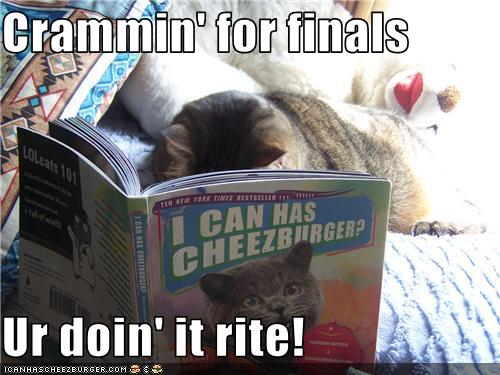 Crammin' for finals
LOLcats 101
TEN NEW YORK TIMES BESTSELLER
I CAN HAS
CHEEZBURGER?
I CAN HAS CHEEZBURGER?
Ur doin' it rite!
ICANHASCHEEZBURGER.COM